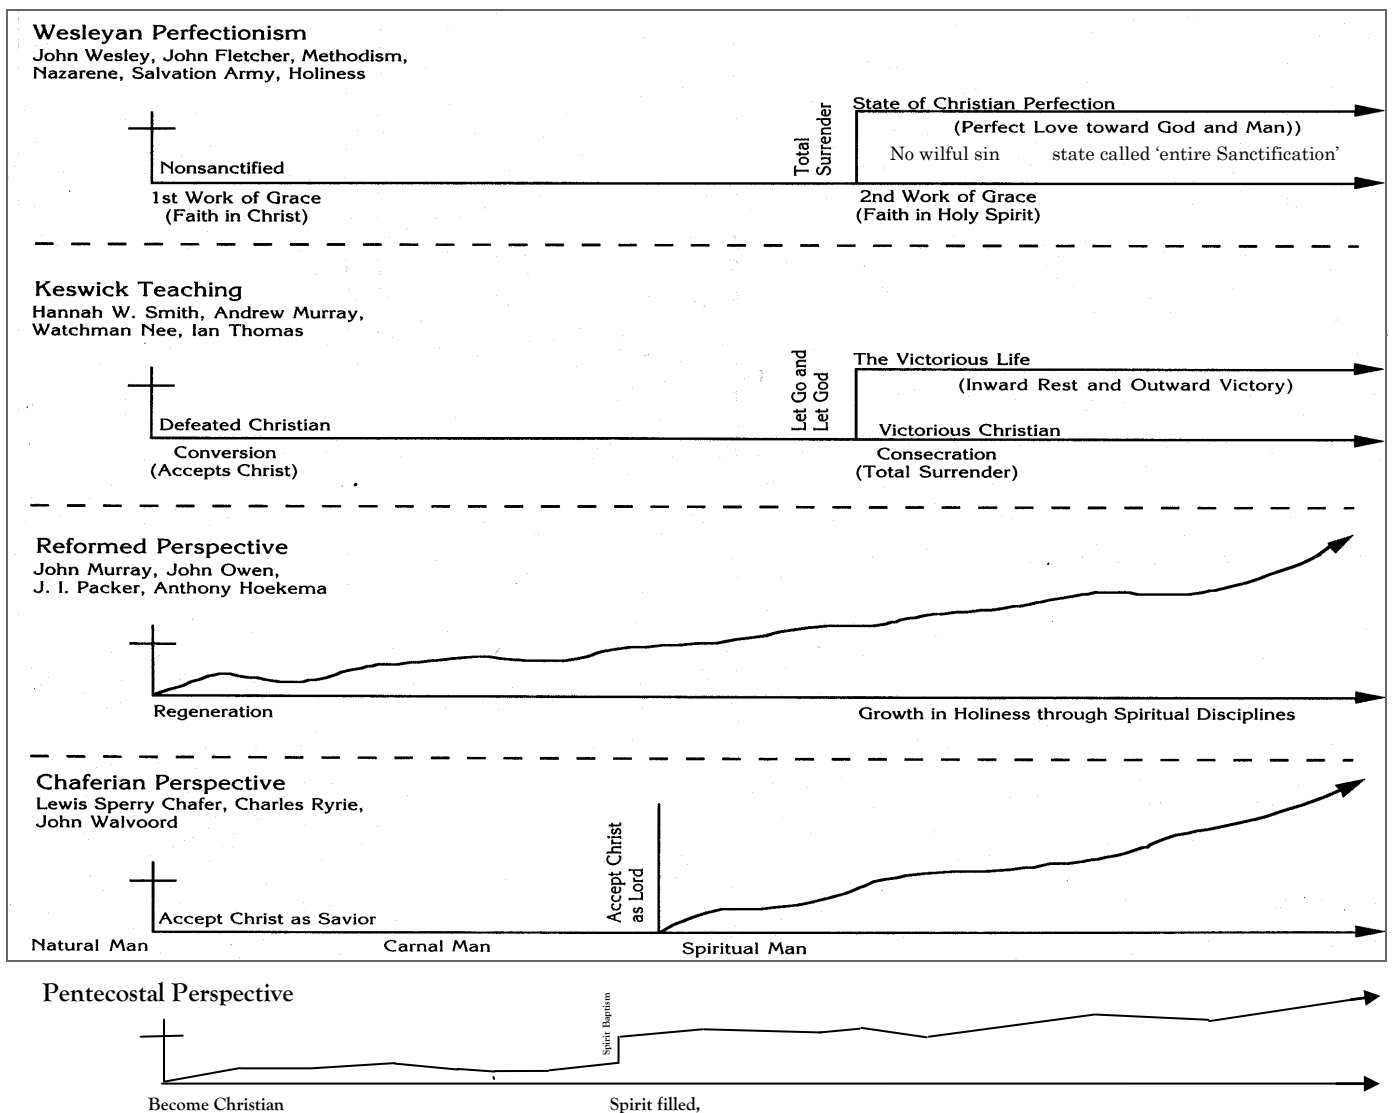 Wesleyan Perfectionism
John Wesley, John Fletcher, Methodism,
Nazarene, Salvation Army, Holiness
Total
Surrender
State of Christian Perfection
(Perfect Love toward God and Man))
No wilful sin state called ‘entire Sanctification’
Nonsanctified
1st Work of Grace
(Faith in Christ)
2nd Work of Grace
(Faith in Holy Spirit)
Keswick Teaching
Hannah W. Smith, Andrew Murray,
Watchman Nee, Ian Thomas
Let Go and
Let God
The Victorious Life
(Inward Rest and Outward Victory)
Defeated Christian
Victorious Christian
Conversion
(Accepts Christ)
Consecration
(Total Surrender)
Reformed Perspective
John Murray, John Owen,
J. I. Packer, Anthony Hoekema
Regeneration
Growth in Holiness through Spiritual Disciplines
Chaferian Perspective
Lewis Sperry Chafer, Charles Ryrie,
John Walvoord
Accept Christ
as Lord
Accept Christ as Savior
Natural Man
Carnal Man
Spiritual Man
Pentecostal Perspective
Spirit Baptism
Become Christian
Spirit filled,